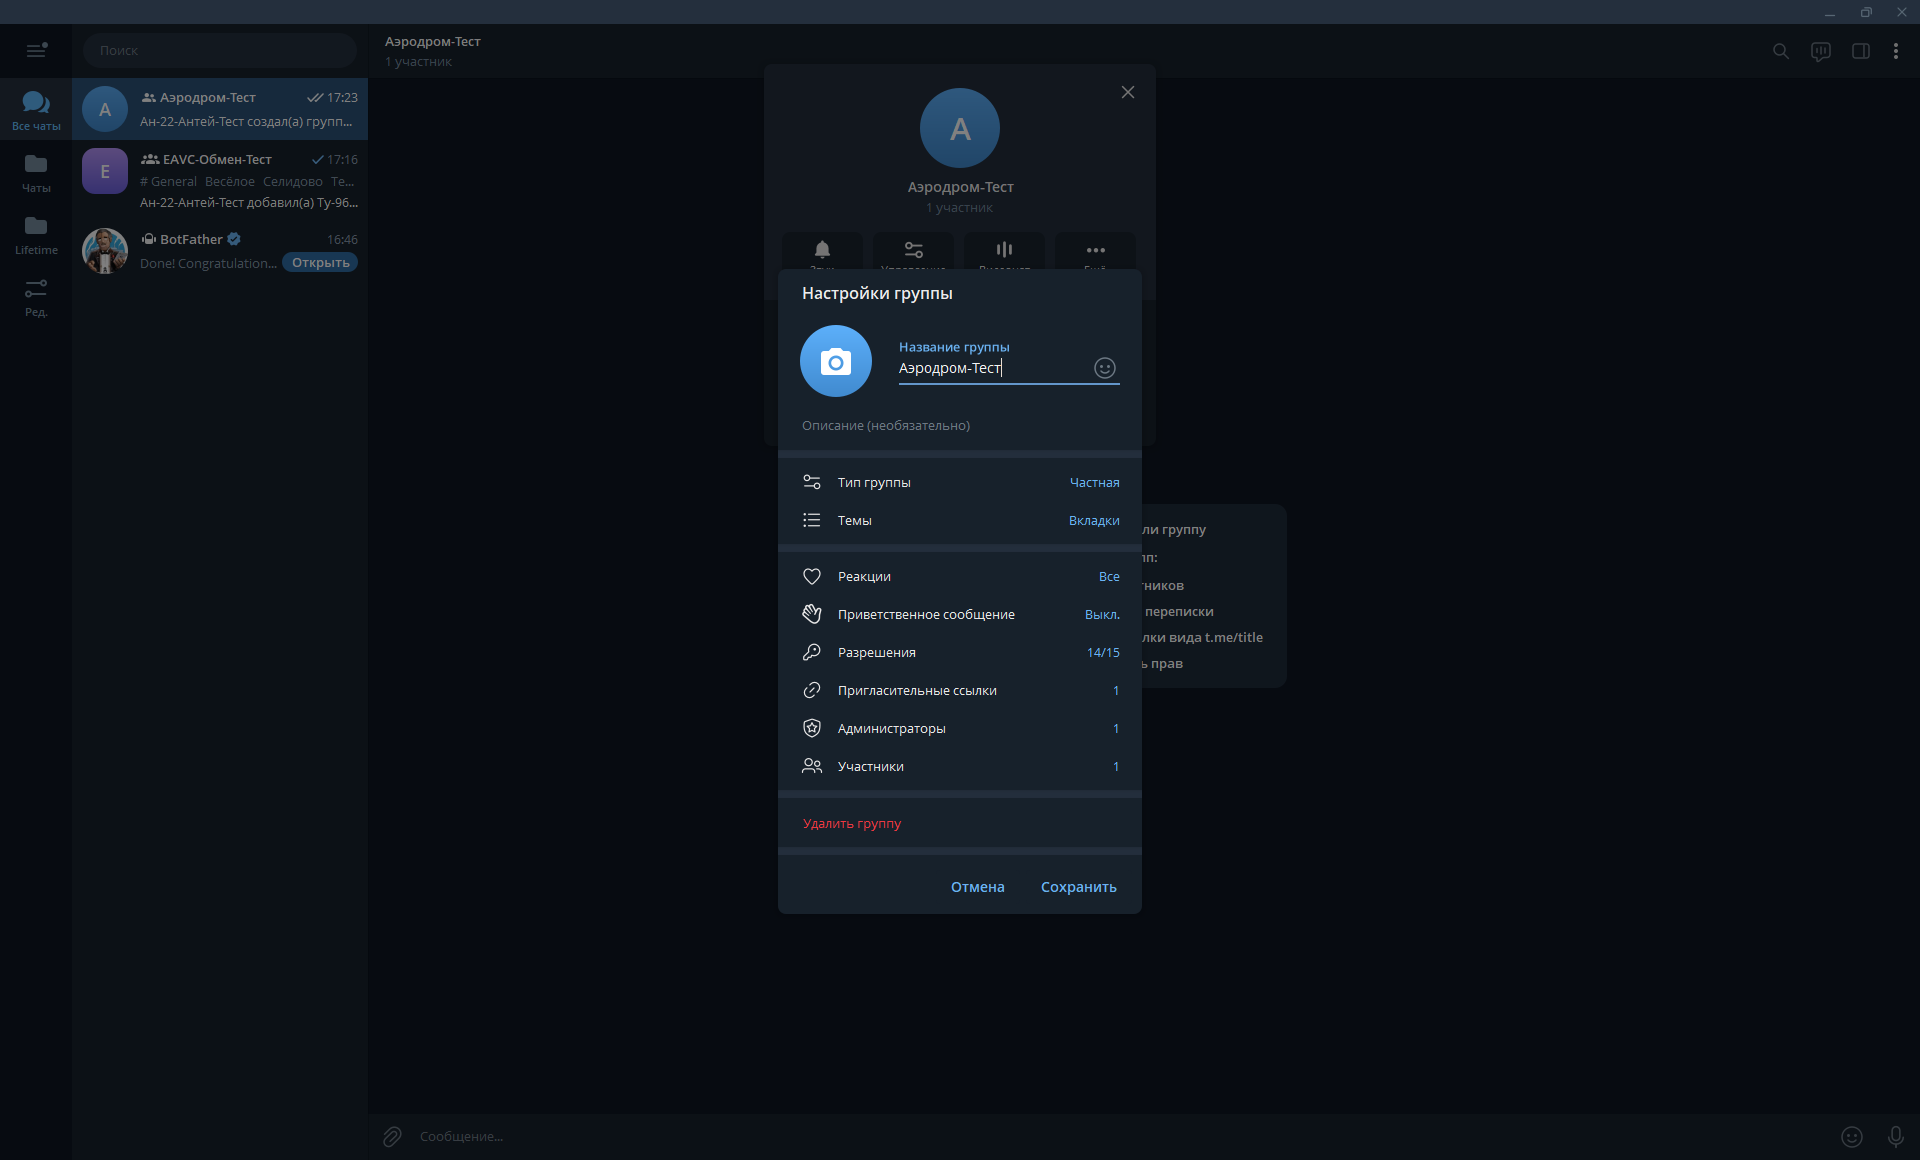 Поиск
Аэродром-Тест
1 участник
Все чаты
Чаты
Lifetime
Ред.
А
Аэродром-Тест
17:23
Ан-22-Антей-Тест создал(а) групп...
E
EAVC-Обмен-Тест
17:16
# General Весёлое Селидово Те...
Ан-22-Антей-Тест добавил(а) Ту-96...
BotFather
16:46
Done! Congratulation...
Открыть
А
Аэродром-Тест
1 участник
Настройки группы
Название группы
Аэродром-Тест
Описание (необязательно)
Тип группы
Частная
Темы
Вкладки
Реакции
Все
Приветственное сообщение
Выкл.
Разрешения
14/15
Пригласительные ссылки
1
Администраторы
1
Участники
1
Удалить группу
Отмена
Сохранить
ли группу
пп:
тников
переписки
лки вида t.me/title
ь прав
Сообщение...